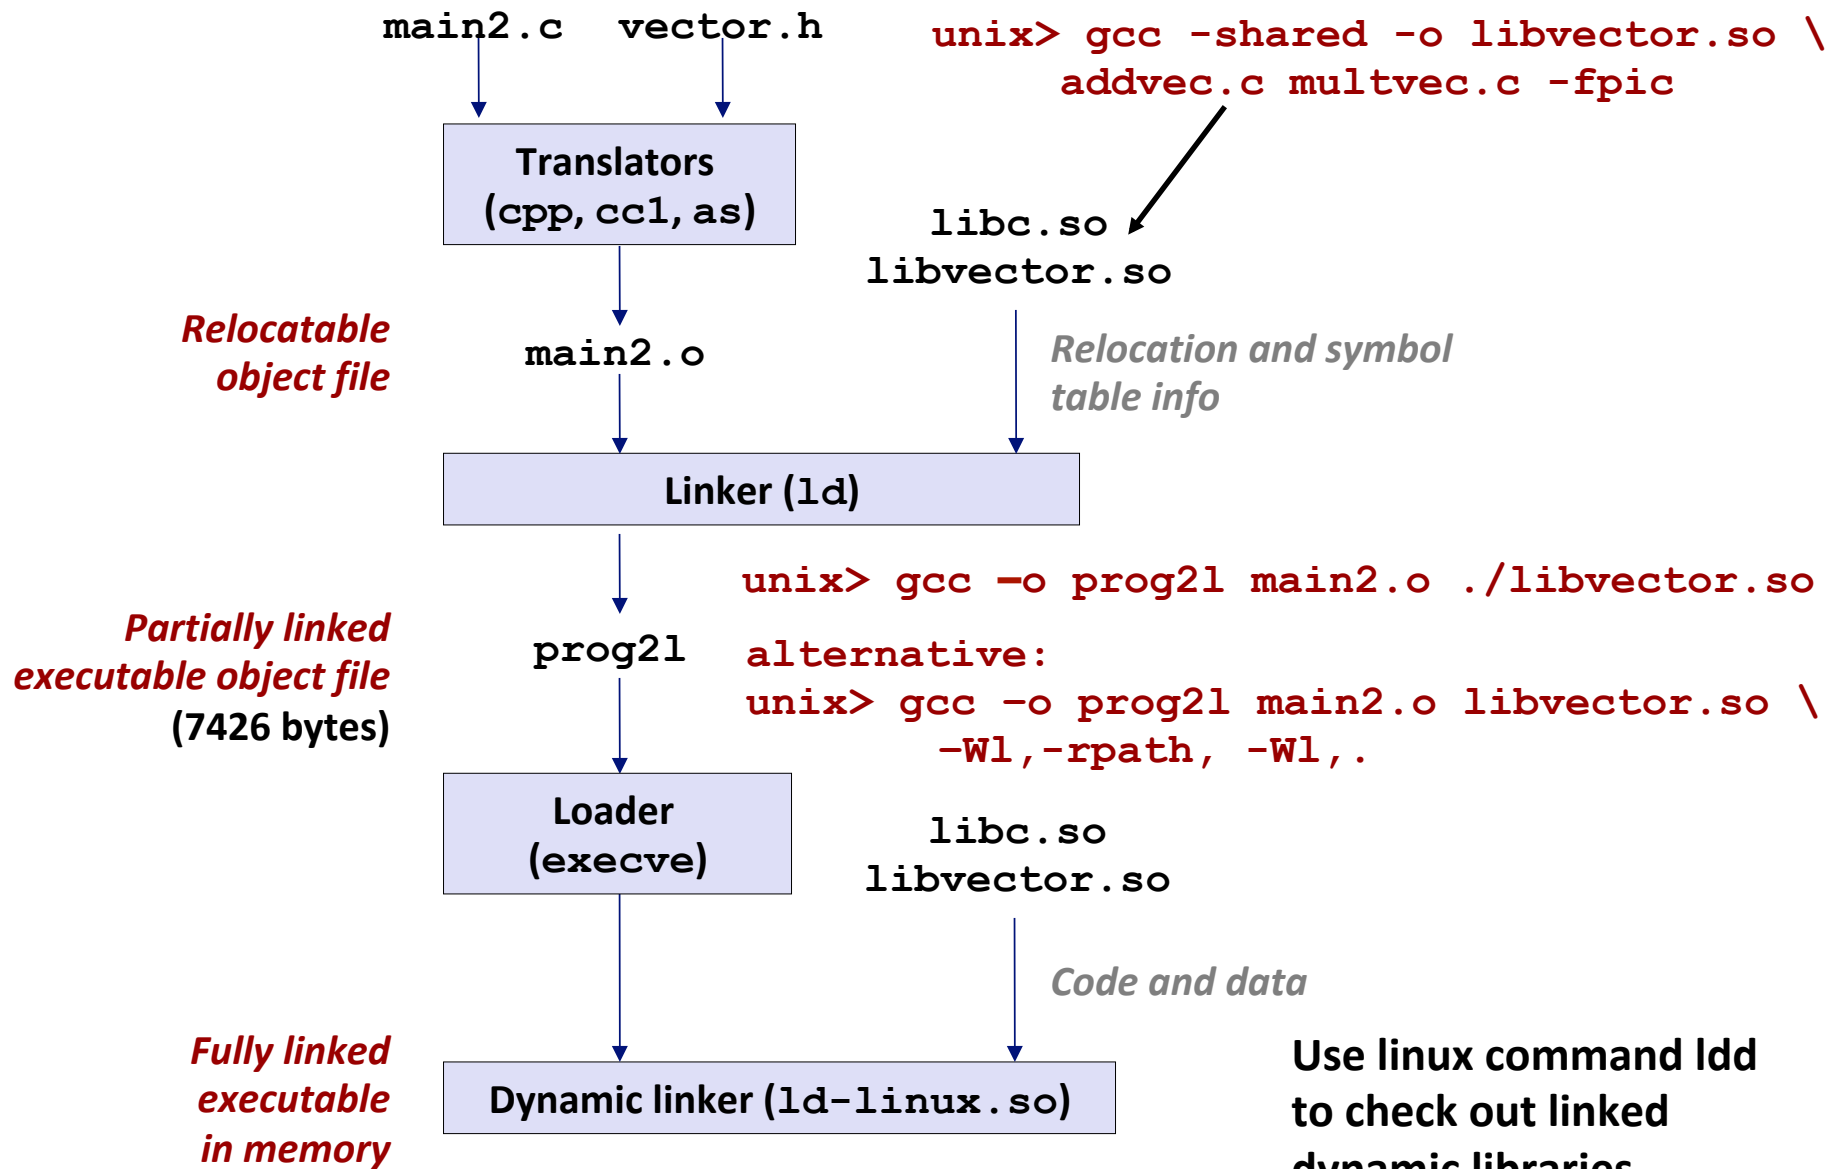 main2.c vector.h
unix> gcc -shared -o libvector.so \
addvec.c multvec.c -fpic
Translators
(cpp, cc1, as)
libc.so
libvector.so
Relocatable
object file
main2.o
Relocation and symbol
table info
Linker (ld)
unix> gcc –o prog2l main2.o ./libvector.so
Partially linked
executable object file
(7426 bytes)
prog2l
alternative:
unix> gcc –o prog2l main2.o libvector.so \
–Wl,-rpath, -Wl,.
Loader
(execve)
libc.so
libvector.so
Code and data
Fully linked
executable
in memory
Dynamic linker (ld-linux.so)
Use linux command ldd
to check out linked
dynamic libraries